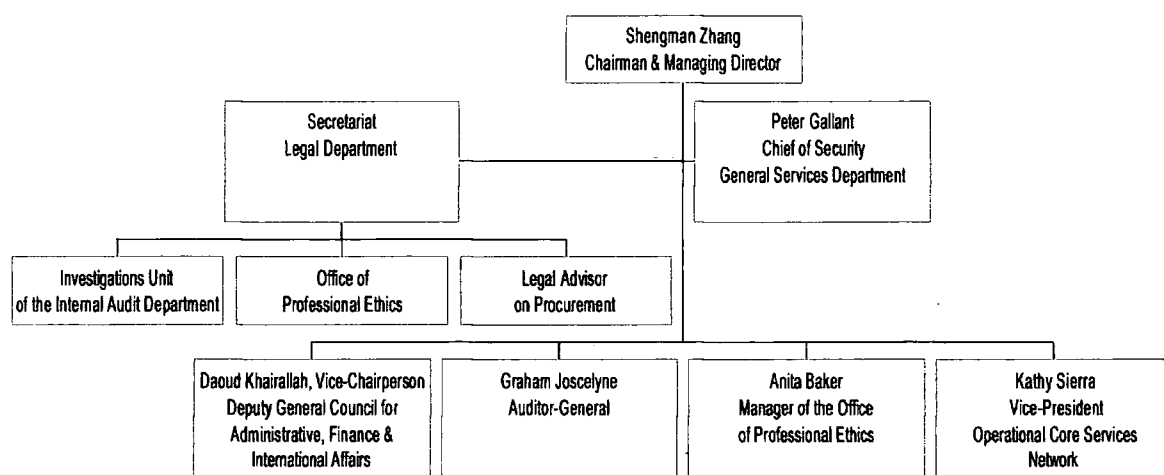 Shengman Zhang
Chairman & Managing Director
Secretariat
Legal Department
Peter Gallant
Chief of Security
General Services Department
Investigations Unit
of the Internal Audit Department
Office of
Professional Ethics
Legal Advisor
on Procurement
Daoud Khairallah, Vice-Chairperson
Deputy General Council for
Administrative, Finance &
International Affairs
Graham Joscelyne
Auditor-General
Anita Baker
Manager of the Office
of Professional Ethics
Kathy Sierra
Vice-President
Operational Core Services
Network